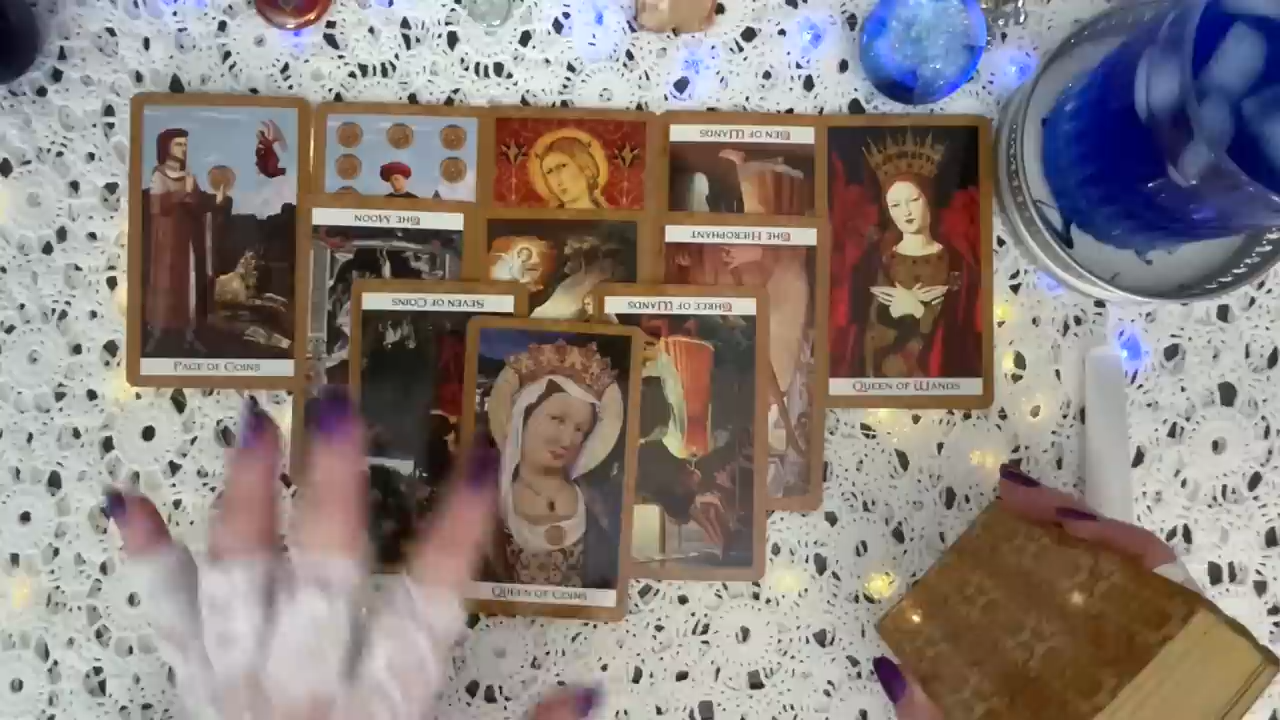 TEN OF WANDS
THE MOON
THE HIEROPHANT
SEVEN OF COINS
THREE OF WANDS
PAGE OF COINS
QUEEN OF WANDS
QUEEN OF COINS